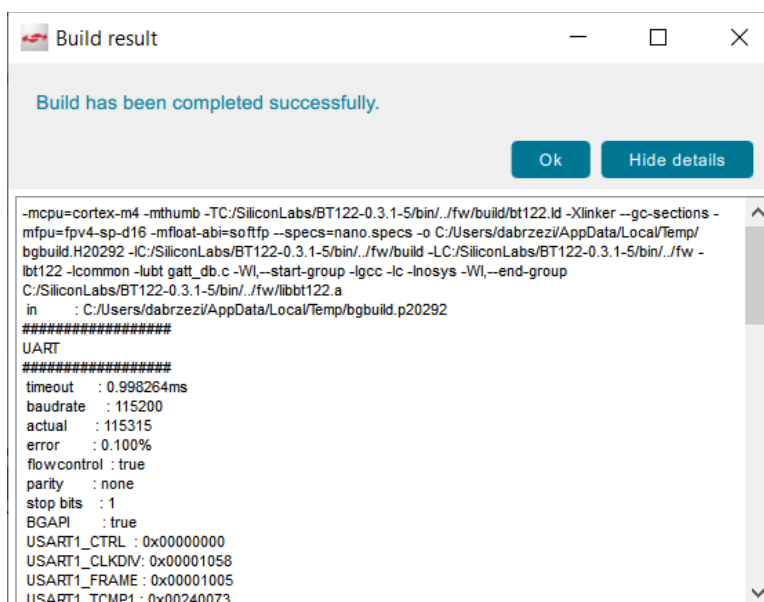 Build result
Build has been completed successfully.
Ok
Hide details
-mcpu=cortex-m4 -mthumb -TC:/SiliconLabs/BT122-0.3.1-5/bin/../fw/build/bt122.ld -Xlinker --gc-sections -
mfpu=fpv4-sp-d16 -mfloat-abi=softfp --specs=nano.specs -o C:/Users/dabrzezi/AppData/Local/Temp/
bgbuild.H20292 -IC:/SiliconLabs/BT122-0.3.1-5/bin/../fw/build -LC:/SiliconLabs/BT122-0.3.1-5/bin/../fw -
lbt122 -lcommon -lubt gatt_db.c -Wl,--start-group -lgcc -lc -lnosys -Wl,--end-group
C:/SiliconLabs/BT122-0.3.1-5/bin/../fw/libbt122.a
in : C:/Users/dabrzezi/AppData/Local/Temp/bgbuild.p20292
##################
UART
##################
timeout : 0.998264ms
baudrate : 115200
actual : 115315
error : 0.100%
flowcontrol : true
parity : none
stop bits : 1
BGAPI : true
USART1_CTRL : 0x00000000
USART1_CLKDIV: 0x00001058
USART1_FRAME : 0x00001005
USART1_TCMP1 : 0x00240073